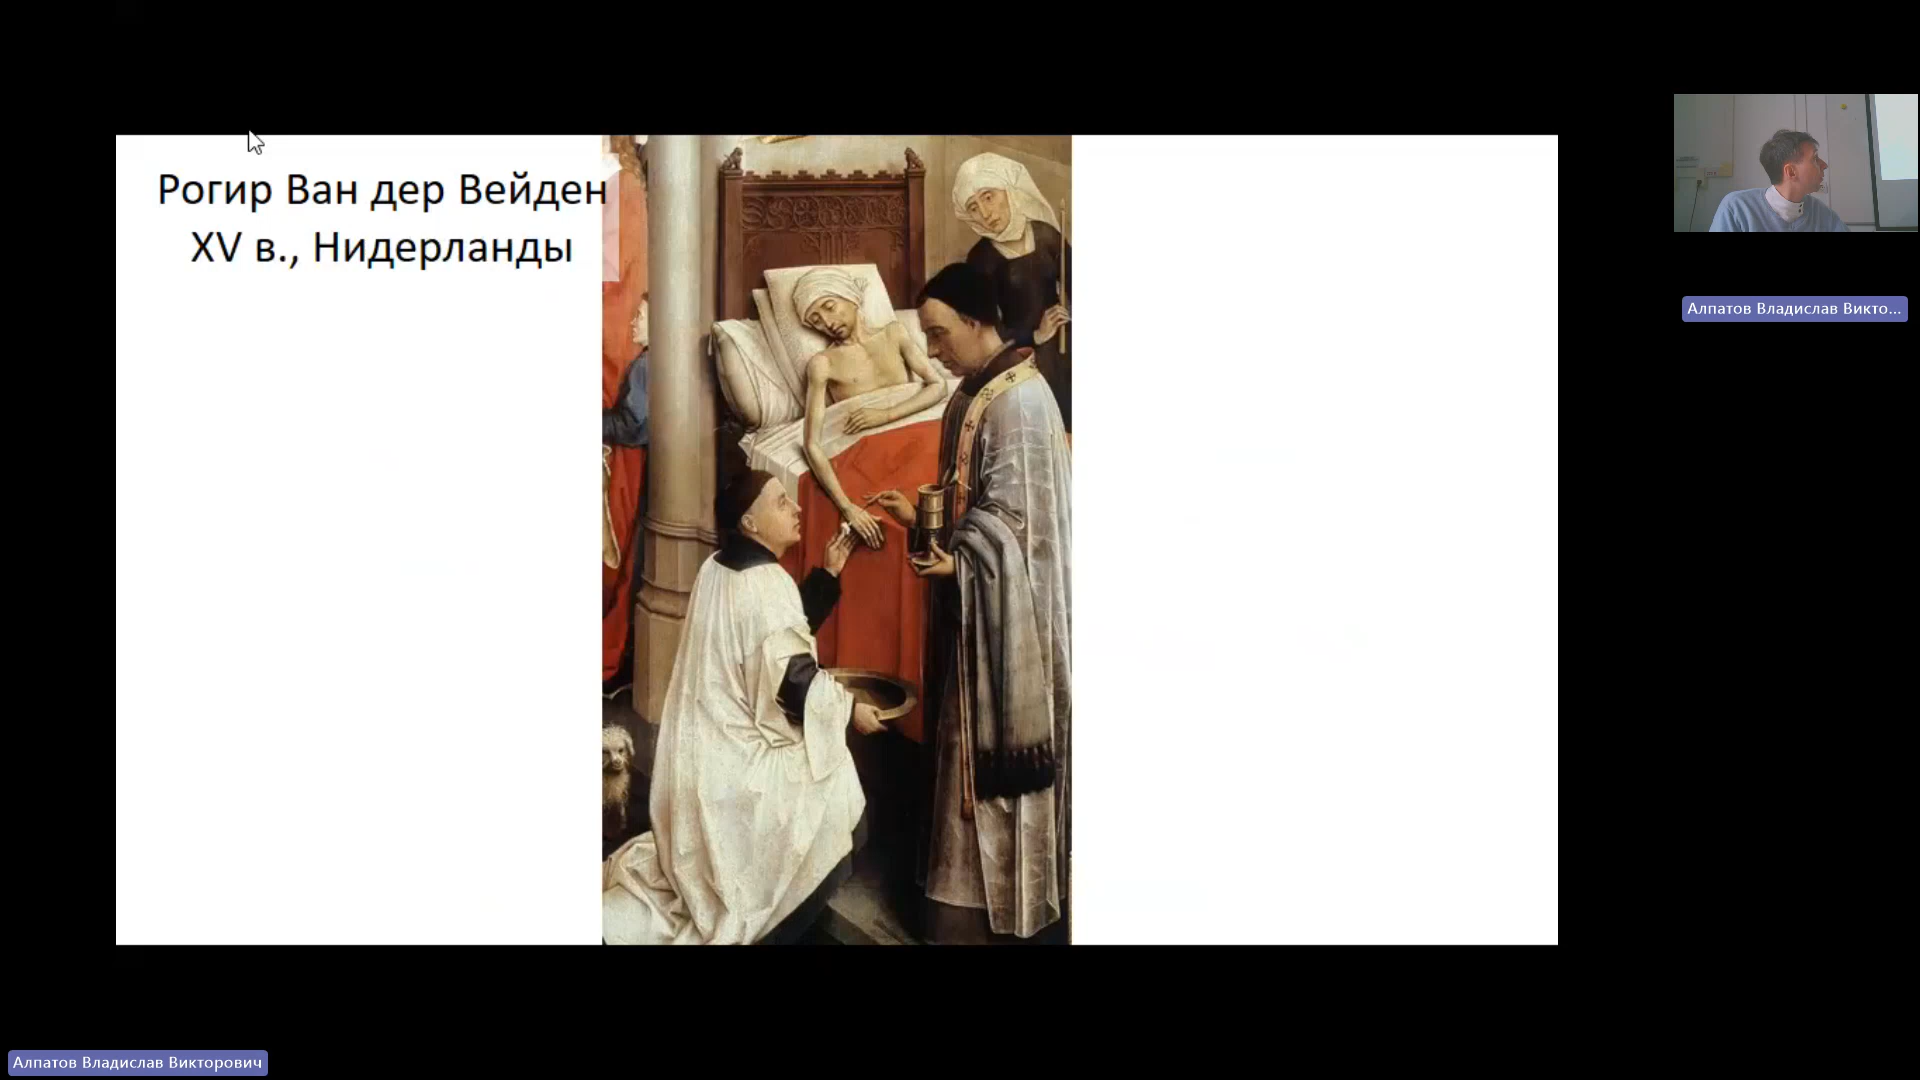 Рогир Ван дер Вейден
XV в., Нидерланды
Алпатов Владислав Викто...
Алпатов Владислав Викторович